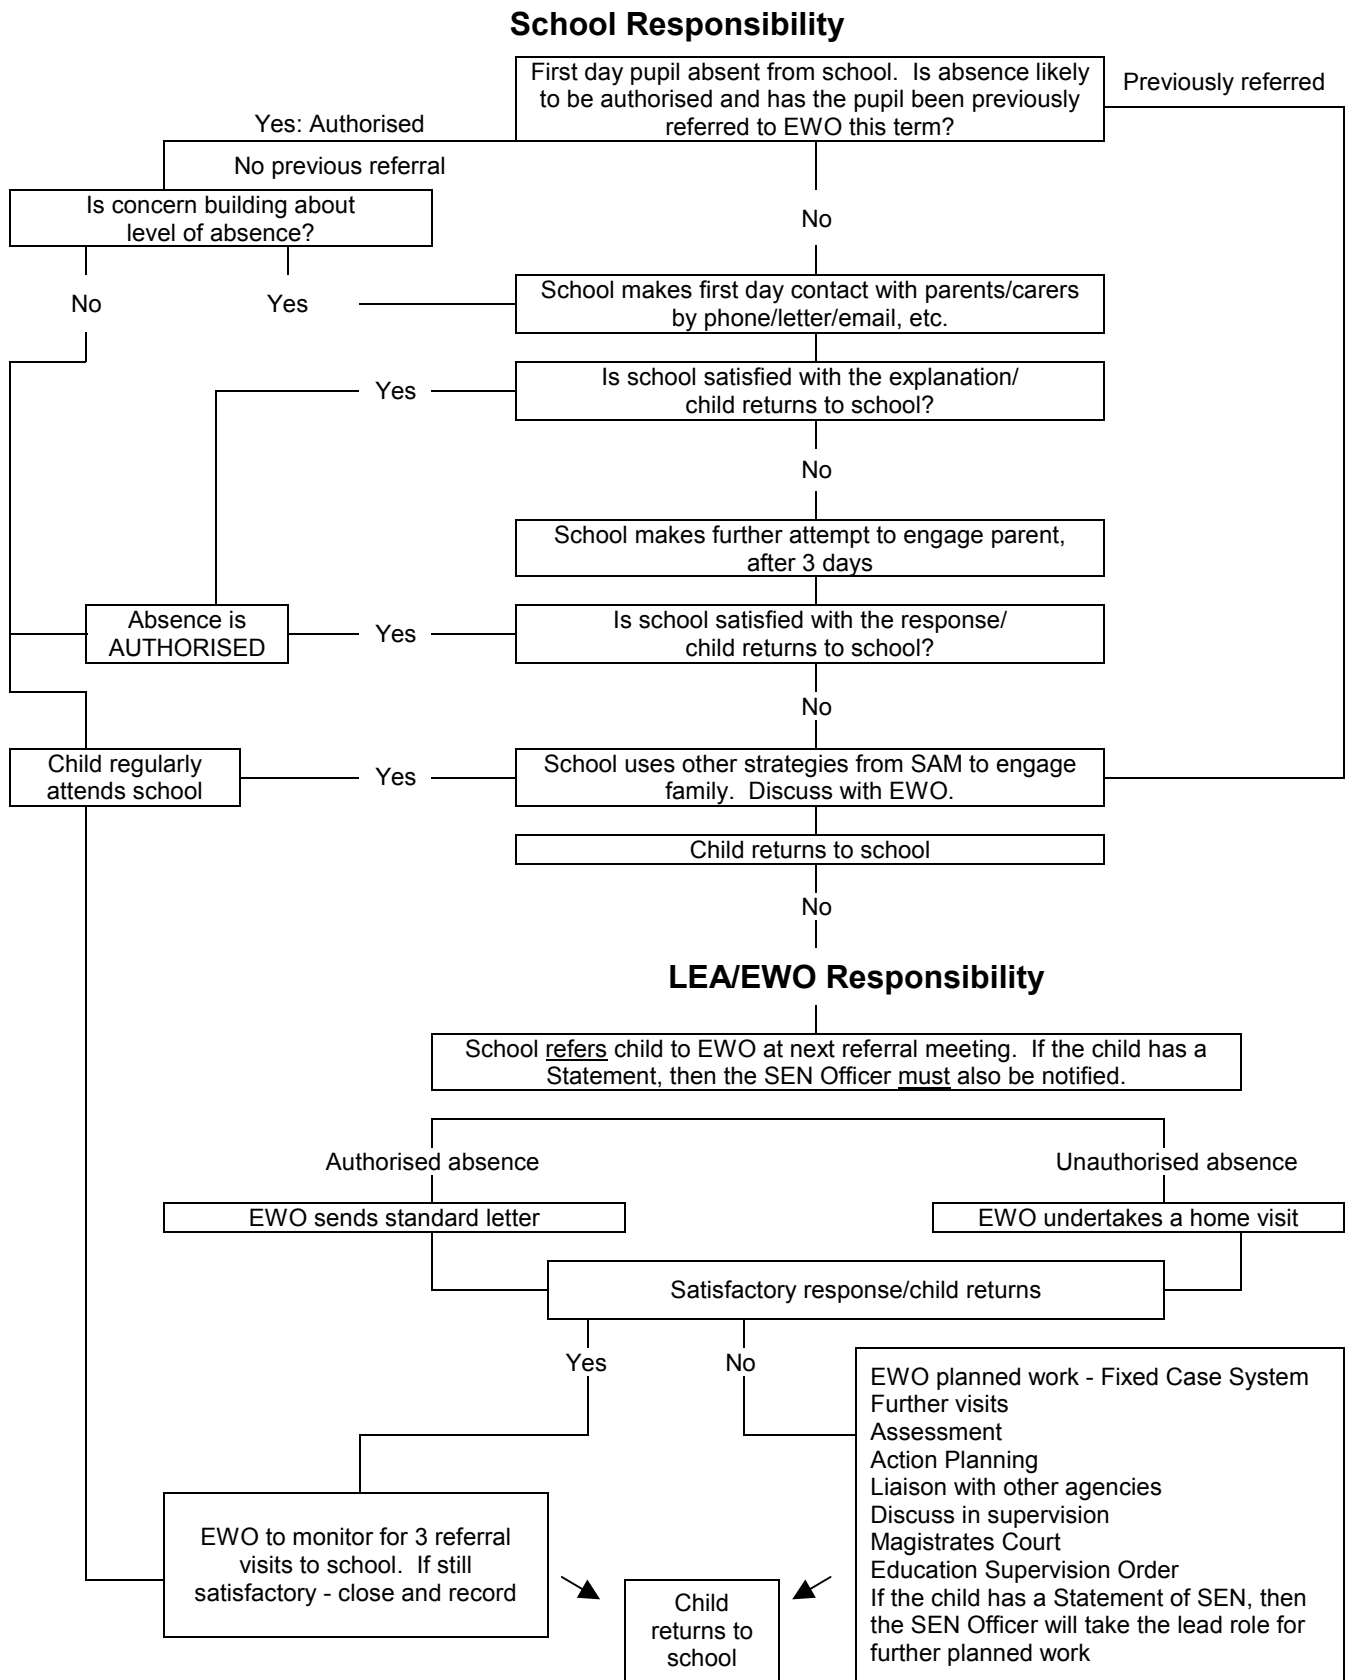 School Responsibility
First day pupil absent from school.  Is absence likely
to be authorised and has the pupil been previously
referred to EWO this term?
Previously referred
Yes: Authorised
No previous referral
Is concern building about
level of absence?
No
No
Yes
School makes first day contact with parents/carers
by phone/letter/email, etc.
Yes
Is school satisfied with the explanation/
child returns to school?
No
School makes further attempt to engage parent,
after 3 days
Absence is
AUTHORISED
Yes
Is school satisfied with the response/
child returns to school?
No
Child regularly
attends school
Yes
School uses other strategies from SAM to engage
family.  Discuss with EWO.
Child returns to school
No
LEA/EWO Responsibility
School refers child to EWO at next referral meeting.  If the child has a
Statement, then the SEN Officer must also be notified.
Authorised absence
Unauthorised absence
EWO sends standard letter
EWO undertakes a home visit
Satisfactory response/child returns
Yes
No
EWO planned work - Fixed Case System
Further visits
Assessment
Action Planning
Liaison with other agencies
Discuss in supervision
Magistrates Court
Education Supervision Order
If the child has a Statement of SEN, then
the SEN Officer will take the lead role for
further planned work
EWO to monitor for 3 referral
visits to school.  If still
satisfactory - close and record
Child
returns to
school